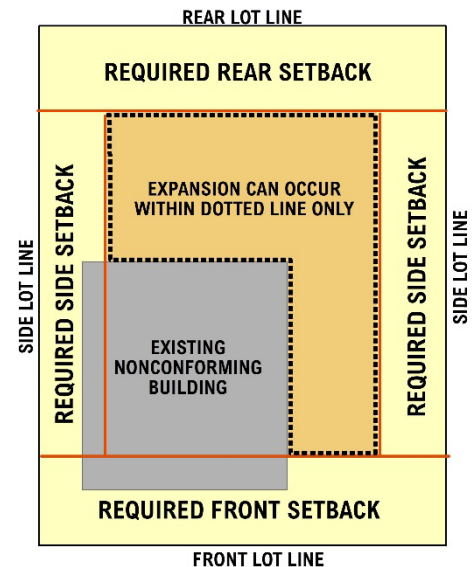 REAR LOT LINE
REQUIRED REAR SETBACK
SIDE LOT LINE
REQUIRED SIDE SETBACK
EXPANSION CAN OCCUR
WITHIN DOTTED LINE ONLY
REQUIRED SIDE SETBACK
SIDE LOT LINE
EXISTING
NONCONFORMING
BUILDING
REQUIRED FRONT SETBACK
FRONT LOT LINE